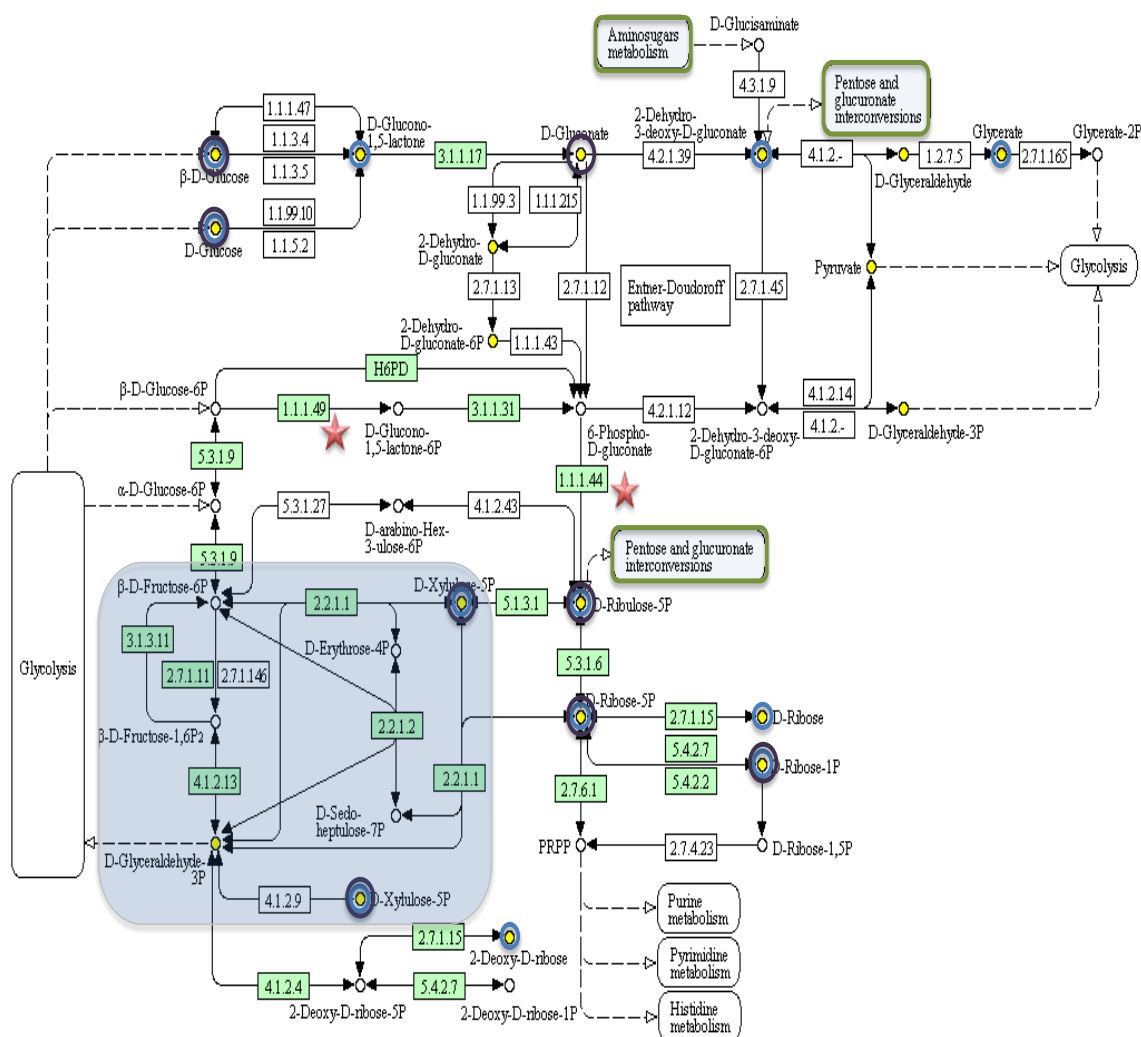 D-Glucisaminate
Aminosugars
metabolism
4.3.1.9
Pentose and
glucuronate
interconversions
1.1.1.47
1.1.3.4
1.1.3.5
β-D-Glucose
D-Glucono-
1,5-lactone
3.1.1.17
D-Gluconate
4.2.1.39
2-Dehydro-
3-deoxy-D-gluconate
4.1.2.-
D-Glyceraldehyde
1.2.7.5
Glycerate
2.7.1.165
Glycerate-2P
1.1.99.10
1.1.5.2
D-Glucose
1.1.99.3
1.1.1.215
2-Dehydro-
D-gluconate
2.7.1.13
2.7.1.12
Entner-Doudoroff
pathway
2.7.1.45
Pyruvate
Glycolysis
2-Dehydro-
D-gluconate-6P
1.1.1.43
H6PD
β-D-Glucose-6P
1.1.1.49
D-Glucono-
1,5-lactone-6P
3.1.1.31
6-Phospho-
D-gluconate
4.2.1.12
2-Dehydro-3-deoxy-
D-gluconate-6P
4.1.2.14
4.1.2.-
D-Glyceraldehyde-3P
5.3.1.9
1.1.1.44
α-D-Glucose-6P
5.3.1.27
D-arabino-Hex-
3-ulose-6P
4.1.2.43
5.3.1.9
Pentose and glucuronate
interconversions
β-D-Fructose-6P
2.2.1.1
D-Xylulose-5P
5.1.3.1
D-Ribulose-5P
3.1.3.11
D-Erythrose-4P
5.3.1.6
Glycolysis
2.7.1.11
2.7.1.146
D-Ribose-5P
2.7.1.15
D-Ribose
β-D-Fructose-1,6P2
2.2.1.2
5.4.2.7
5.4.2.2
D-Ribose-1P
4.1.2.13
2.2.1.1
2.7.6.1
D-Sedo-
heptulose-7P
D-Glyceraldehyde-
3P
PRPP
2.7.4.23
D-Ribose-1,5P
4.1.2.9
D-Xylulose-5P
Purine
metabolism
2.7.1.15
2-Deoxy-D-ribose
Pyrimidine
metabolism
4.1.2.4
2-Deoxy-D-ribose-5P
5.4.2.7
2-Deoxy-D-ribose-1P
Histidine
metabolism